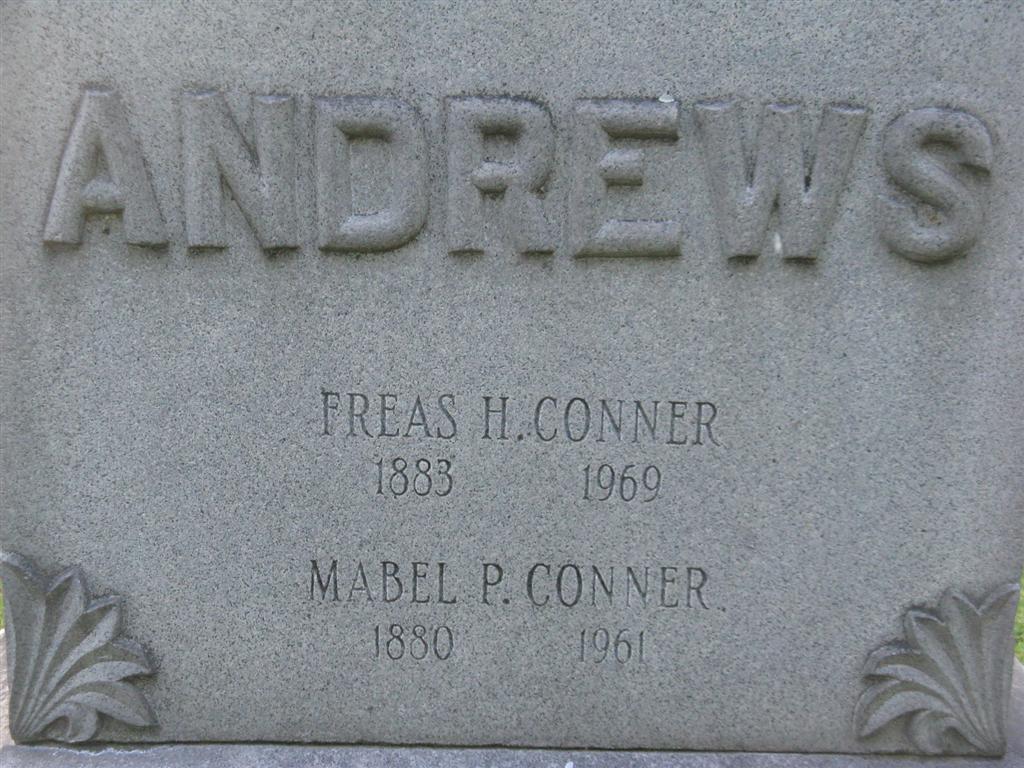 ANDREWS
FREAS H. CONNER
1883 1969
MABEL P. CONNER
1880 1961